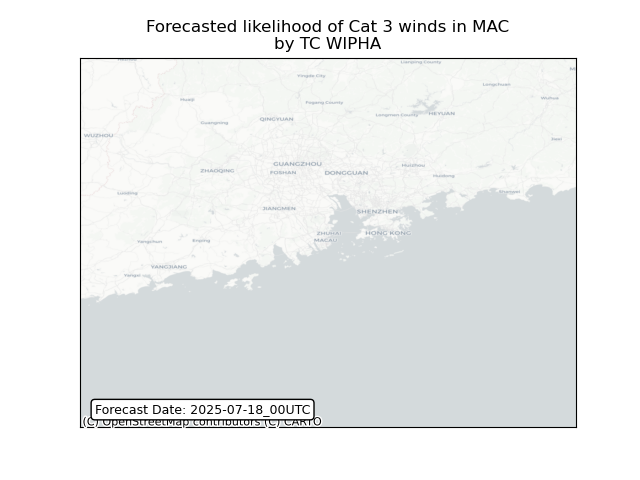 Forecasted likelihood of Cat 3 winds in MAC
by TC WIPHA
Yingde City
Lianping County
Longchuan
Huaiji
Fogang County
Wuhua
Longmen County
HEYUAN
QINGYUAN
Guangning
WUZHOU
GUANGZHOU
ZHAOQING
FOSHAN
DONGGUAN
Huizhou
Huidong
Luoding
JIANGMEN
SHENZHEN
ZHUHAI
HONG KONG
MACAU
Yangchun
Enping
YANGJIANG
Forecast Date: 2025-07-18_00UTC
(C) OpenStreetMap contributors (C) CARTO